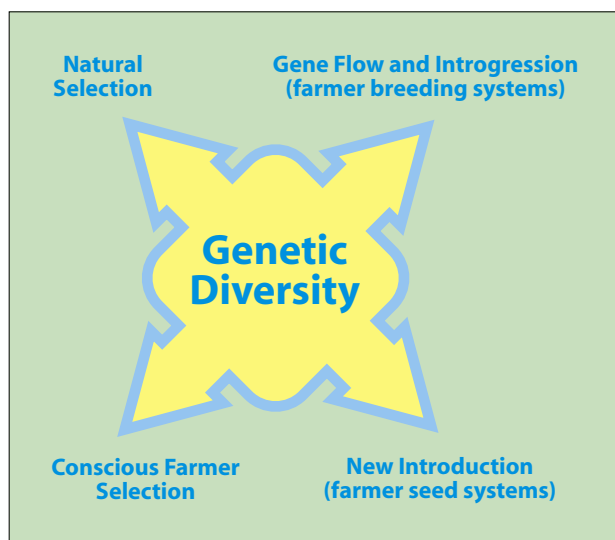 Natural
Selection
Gene Flow and Introgression
(farmer breeding systems)
Genetic
Diversity
Conscious Farmer
Selection
New Introduction
(farmer seed systems)